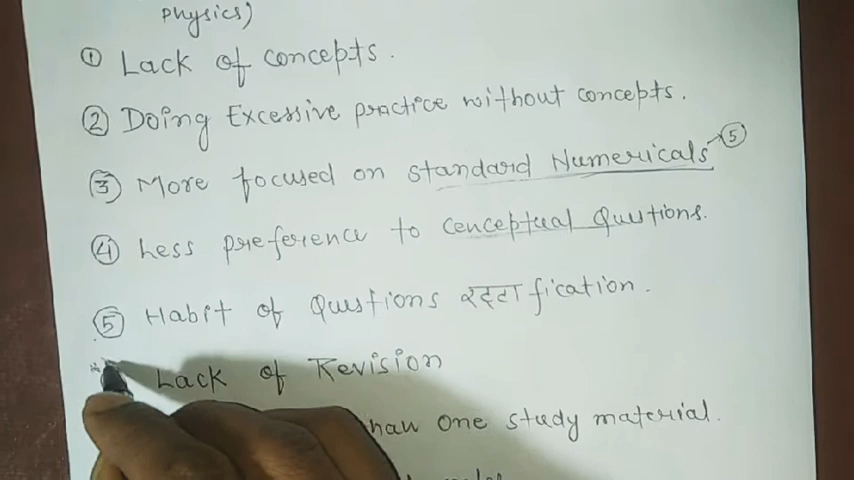 Physics)
① Lack of concepts.
② Doing Excessive practice without concepts.
③ More focused on standard Numericals → ⑤
④ Less preference to Conceptual Questions.
⑤ Habit of Questions रट्टा fication.
Lack of Revision
than one study material.